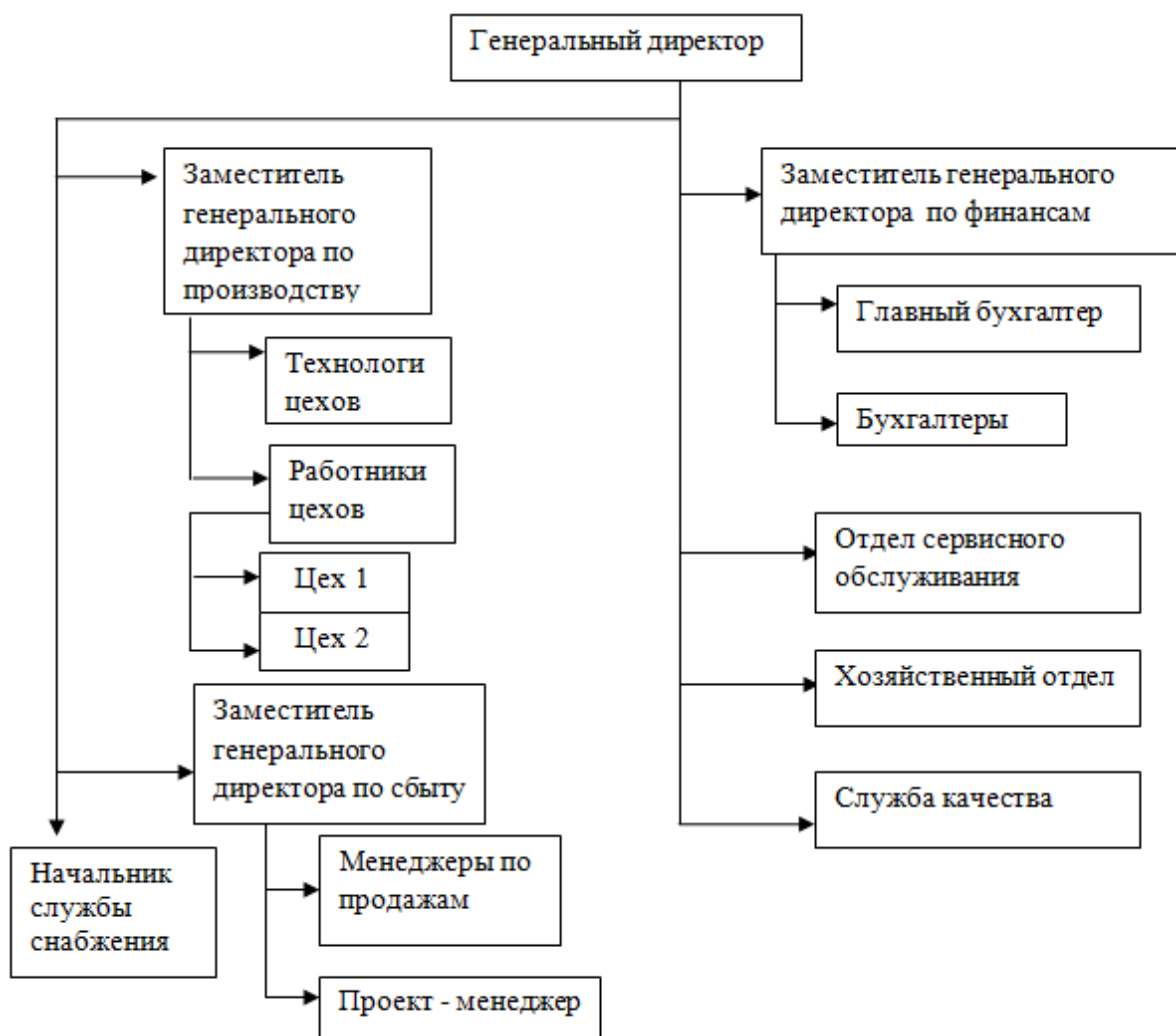 Генеральный директор
Заместитель
генерального
директора по
производству
Технологи
цехов
Работники
цехов
Цех 1
Цех 2
Заместитель
генерального
директора по сбыту
Менеджеры по
продажам
Проект - менеджер
Начальник
службы
снабжения
Заместитель генерального
директора по финансам
Главный бухгалтер
Бухгалтеры
Отдел сервисного
обслуживания
Хозяйственный отдел
Служба качества